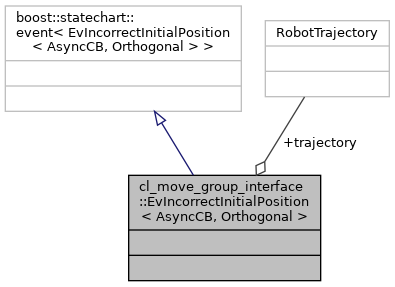 boost::statechart::
event< EvIncorrectInitialPosition
< AsyncCB, Orthogonal > >
RobotTrajectory
+trajectory
cl_move_group_interface
::EvIncorrectInitialPosition
< AsyncCB, Orthogonal >